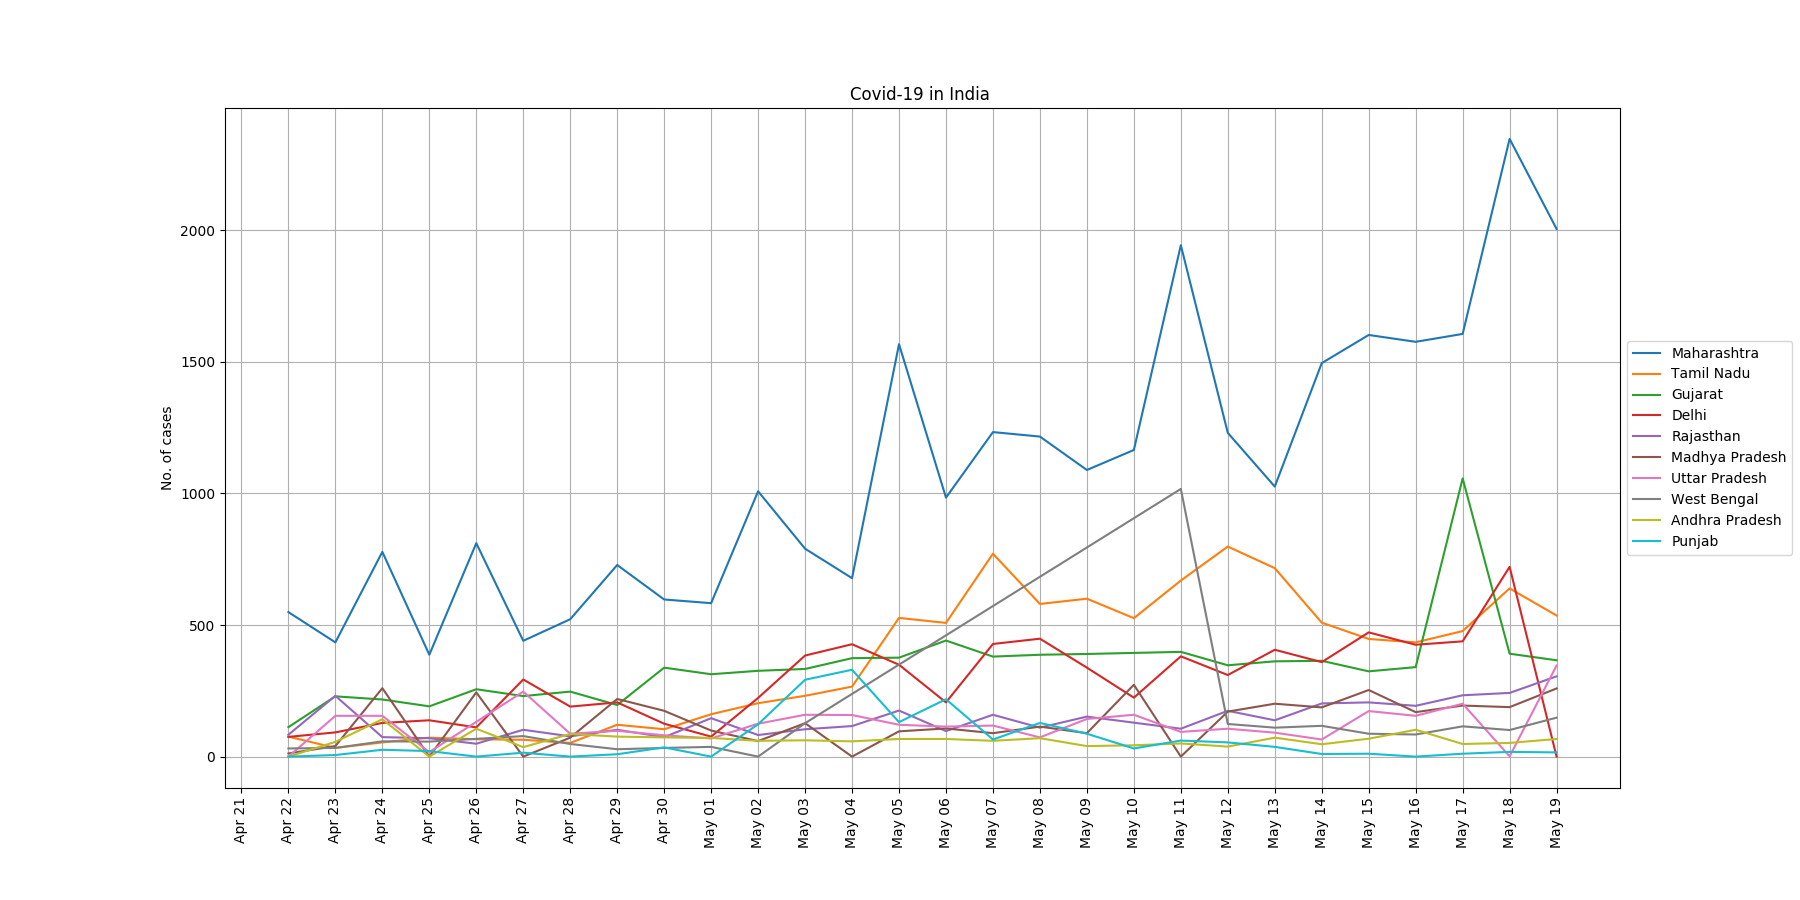 Covid-19 in India
No. of cases
2000
1500
1000
500
0
Apr 21
Apr 22
Apr 23
Apr 24
Apr 25
Apr 26
Apr 27
Apr 28
Apr 29
Apr 30
May 01
May 02
May 03
May 04
May 05
May 06
May 07
May 08
May 09
May 10
May 11
May 12
May 13
May 14
May 15
May 16
May 17
May 18
May 19
Maharashtra
Tamil Nadu
Gujarat
Delhi
Rajasthan
Madhya Pradesh
Uttar Pradesh
West Bengal
Andhra Pradesh
Punjab